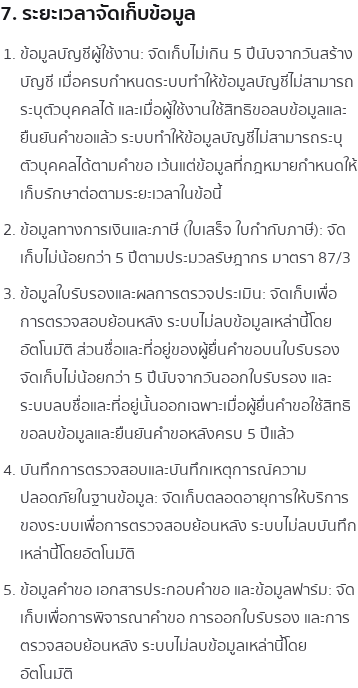 7. ระยะเวลาจัดเก็บข้อมูล
1. ข้อมูลบัญชีผู้ใช้งาน: จัดเก็บไม่เกิน 5 ปีนับจากวันสร้าง
บัญชี เมื่อครบกำหนดระบบทำให้ข้อมูลบัญชีไม่สามารถ
ระบุตัวบุคคลได้ และเมื่อผู้ใช้งานใช้สิทธิขอลบข้อมูลและ
ยืนยันคำขอแล้ว ระบบทำให้ข้อมูลบัญชีไม่สามารถระบุ
ตัวบุคคลได้ตามคำขอ เว้นแต่ข้อมูลที่กฎหมายกำหนดให้
เก็บรักษาต่อตามระยะเวลาในข้อนี้
2. ข้อมูลทางการเงินและภาษี (ใบเสร็จ ใบกำกับภาษี): จัด
เก็บไม่น้อยกว่า 5 ปีตามประมวลรัษฎากร มาตรา 87/3
3. ข้อมูลใบรับรองและผลการตรวจประเมิน: จัดเก็บเพื่อ
การตรวจสอบย้อนหลัง ระบบไม่ลบข้อมูลเหล่านี้โดย
อัตโนมัติ ส่วนชื่อและที่อยู่ของผู้ยื่นคำขอบนใบรับรอง
จัดเก็บไม่น้อยกว่า 5 ปีนับจากวันออกใบรับรอง และ
ระบบลบชื่อและที่อยู่นั้นออกเฉพาะเมื่อผู้ยื่นคำขอใช้สิทธิ
ขอลบข้อมูลและยืนยันคำขอหลังครบ 5 ปีแล้ว
4. บันทึกการตรวจสอบและบันทึกเหตุการณ์ความ
ปลอดภัยในฐานข้อมูล: จัดเก็บตลอดอายุการให้บริการ
ของระบบเพื่อการตรวจสอบย้อนหลัง ระบบไม่ลบบันทึก
เหล่านี้โดยอัตโนมัติ
5. ข้อมูลคำขอ เอกสารประกอบคำขอ และข้อมูลฟาร์ม: จัด
เก็บเพื่อการพิจารณาคำขอ การออกใบรับรอง และการ
ตรวจสอบย้อนหลัง ระบบไม่ลบข้อมูลเหล่านี้โดย
อัตโนมัติ